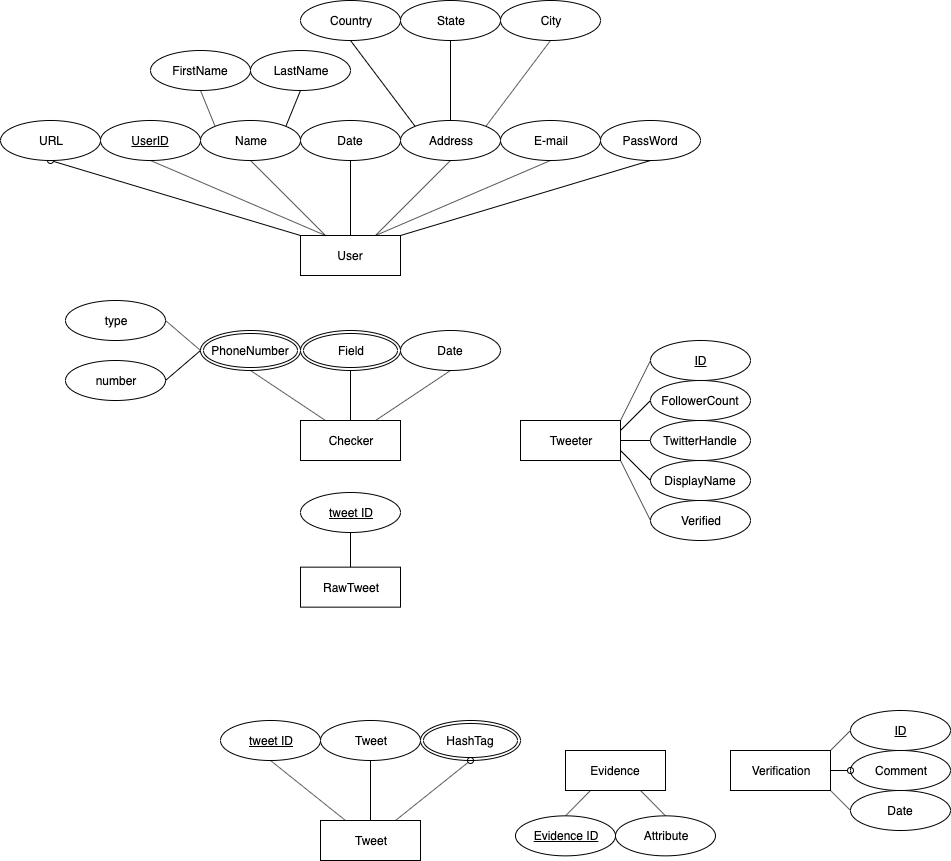 Country
State
City
FirstName
LastName
URL
UserID
Name
Date
Address
E-mail
PassWord
User
type
number
PhoneNumber
Field
Date
Checker
ID
FollowerCount
Tweeter
TwitterHandle
DisplayName
Verified
tweet ID
RawTweet
tweet ID
Tweet
HashTag
Tweet
Evidence
Evidence ID
Attribute
ID
Verification
Comment
Date